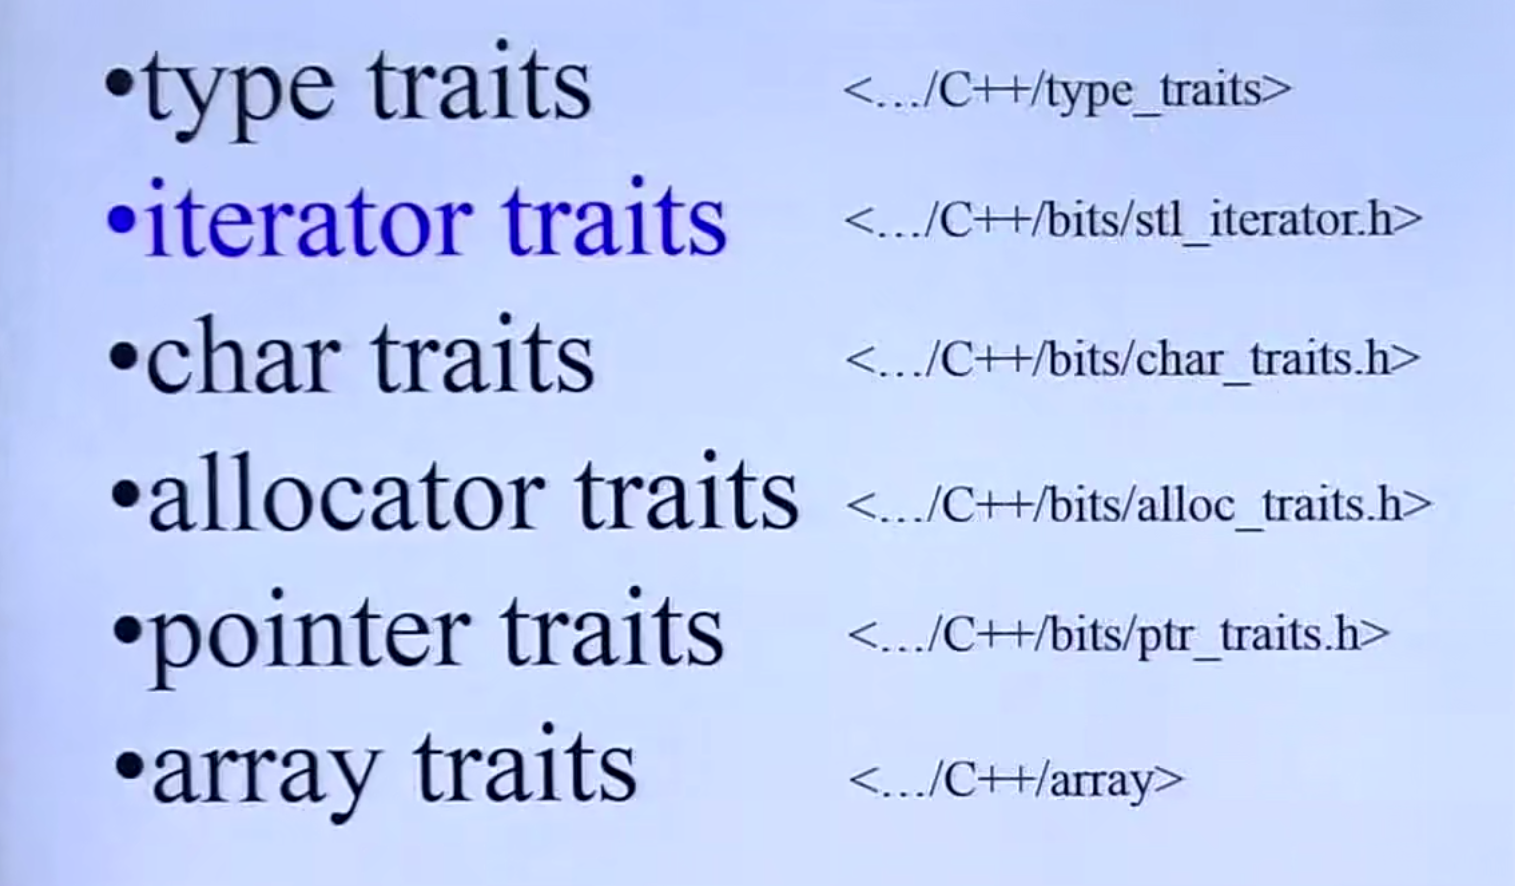 •type traits <…/C++/type_traits>
•iterator traits <…/C++/bits/stl_iterator.h>
•char traits <…/C++/bits/char_traits.h>
•allocator traits <…/C++/bits/alloc_traits.h>
•pointer traits <…/C++/bits/ptr_traits.h>
•array traits <…/C++/array>